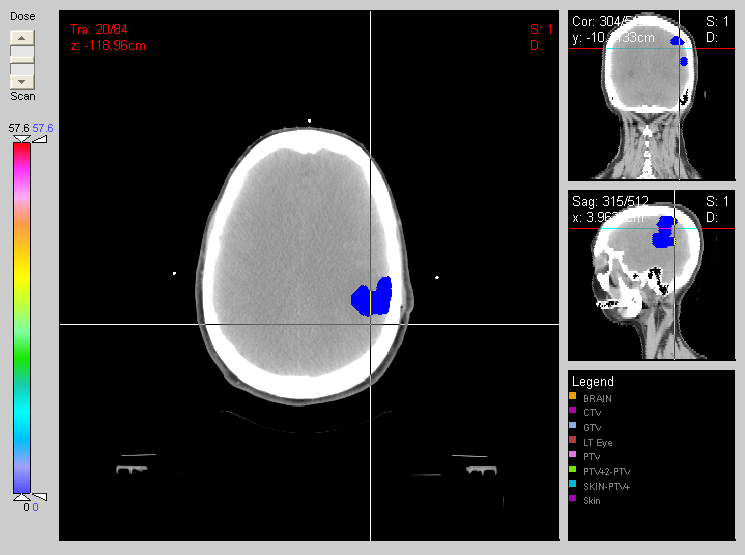 Dose
Scan
57.6 57.6
0 0
Tra: 20/84
z: -118.96cm
S: 1
D:
Cor: 304/5
y: -10. 133cm
S: 1
D:
Sag: 315/512
x: 3.96
S: 1
D:
Legend
BRAIN
CTV
GTV
LT Eye
PTV
PTV+2-PTV
SKIN-PTV+
Skin